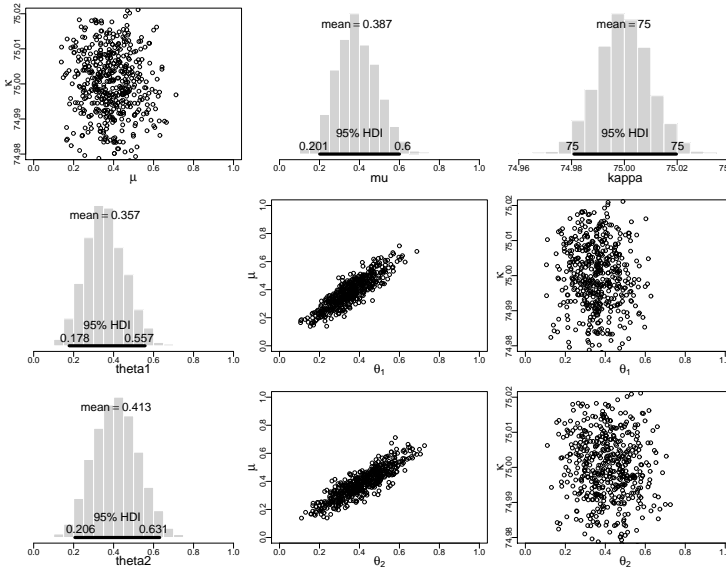 75.02
75.01
75.00
74.99
74.98
κ
0.0 0.2 0.4 0.6 0.8 1.0
μ
mean = 0.387
95% HDI
0.201 0.6
0.0 0.2 0.4 0.6 0.8 1.0
mu
mean = 75
95% HDI
75 75
74.96 74.98 75.00 75.02 75.04
kappa
mean = 0.357
95% HDI
0.178 0.557
0.0 0.2 0.4 0.6 0.8 1.0
theta1
1.0
0.8
0.6
0.4
0.2
0.0
μ
0.0 0.2 0.4 0.6 0.8 1.0
θ1
75.02
75.01
75.00
74.99
74.98
κ
0.0 0.2 0.4 0.6 0.8 1.0
θ1
mean = 0.413
95% HDI
0.206 0.631
0.0 0.2 0.4 0.6 0.8 1.0
theta2
1.0
0.8
0.6
0.4
0.2
0.0
μ
0.0 0.2 0.4 0.6 0.8 1.0
θ2
75.02
75.01
75.00
74.99
74.98
κ
0.0 0.2 0.4 0.6 0.8 1.0
θ2